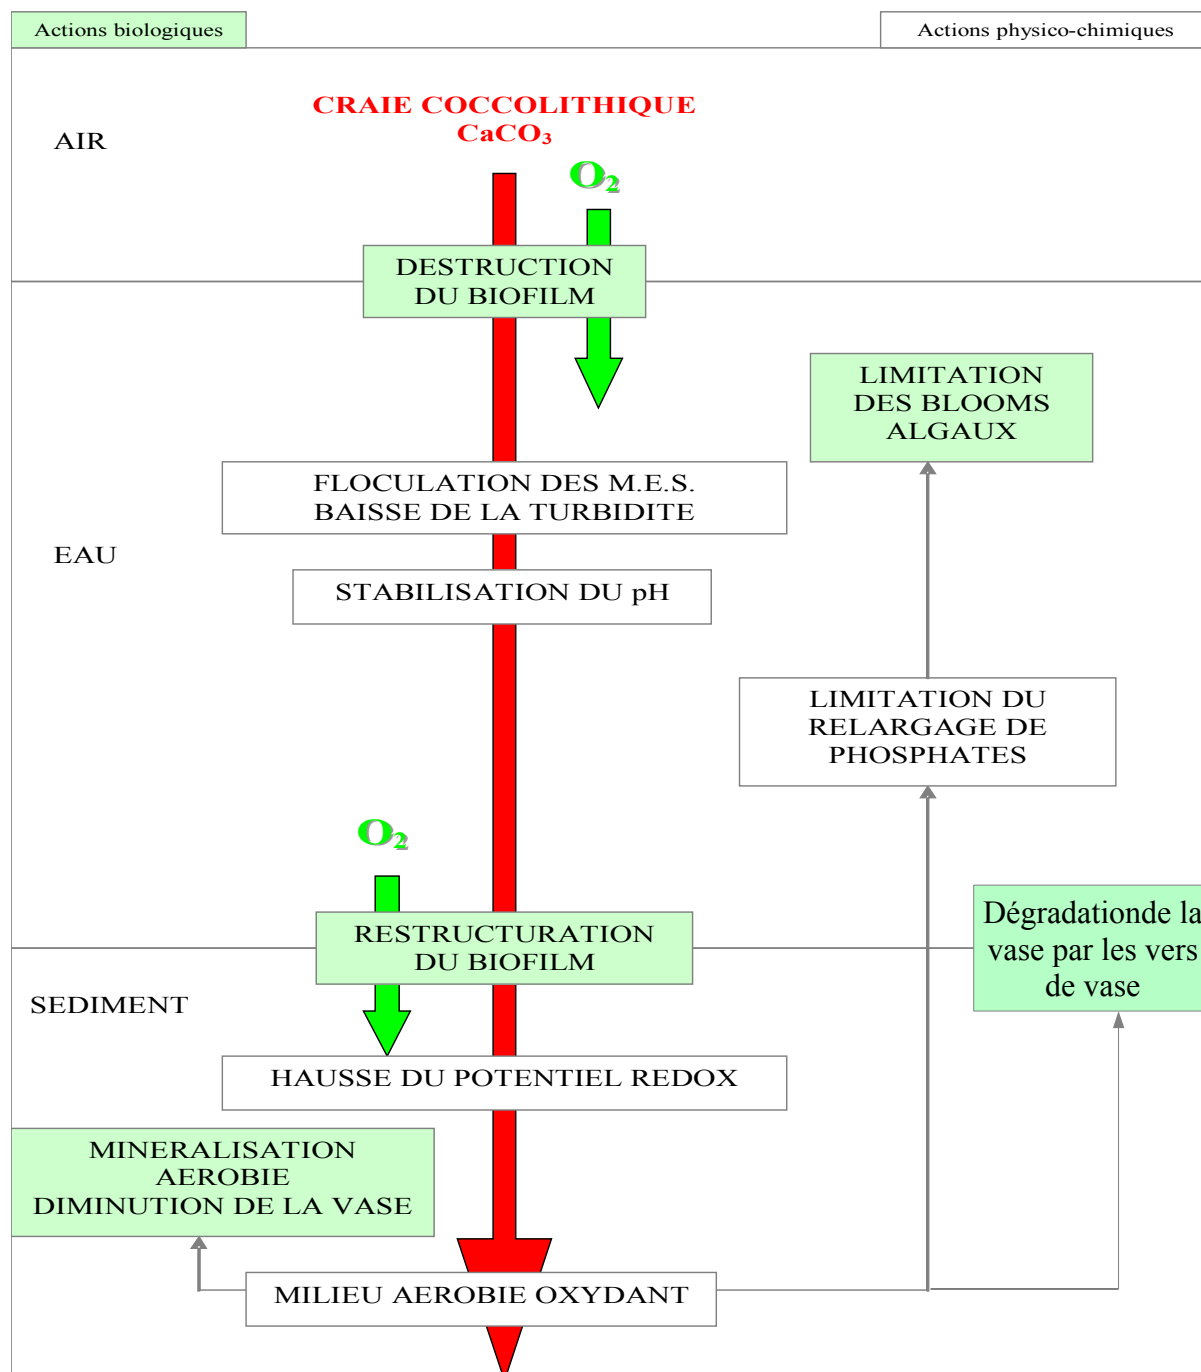 Actions biologiques
Actions physico-chimiques
CRAIE COCCOLITHIQUE
CaCO₃
AIR
O₂
DESTRUCTION
DU BIOFILM
LIMITATION
DES BLOOMS
ALGAUX
FLOCULATION DES M.E.S.
BAISSE DE LA TURBIDITE
EAU
STABILISATION DU pH
LIMITATION DU
RELARGAGE DE
PHOSPHATES
O₂
Dégradationde la
vase par les vers
de vase
RESTRUCTURATION
DU BIOFILM
SEDIMENT
HAUSSE DU POTENTIEL REDOX
MINERALISATION
AEROBIE
DIMINUTION DE LA VASE
MILIEU AEROBIE OXYDANT